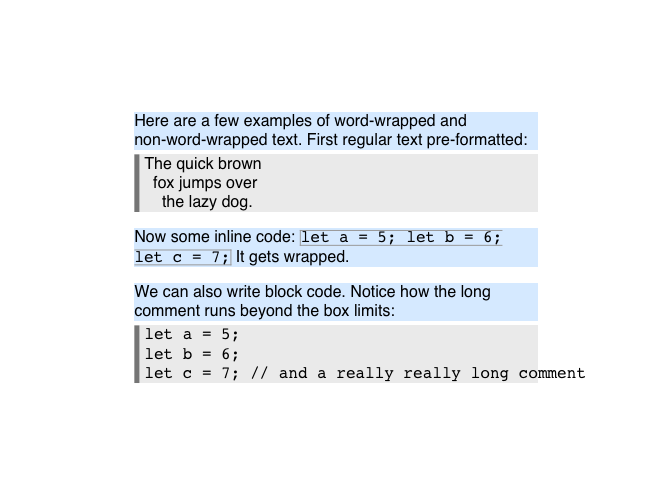 Here are a few examples of word-wrapped and
non-word-wrapped text. First regular text pre-formatted:
The quick brown
  fox jumps over
    the lazy dog.
Now some inline code: let a = 5; let b = 6;
let c = 7; It gets wrapped.
We can also write block code. Notice how the long
comment runs beyond the box limits:
let a = 5;
let b = 6;
let c = 7; // and a really really long comment